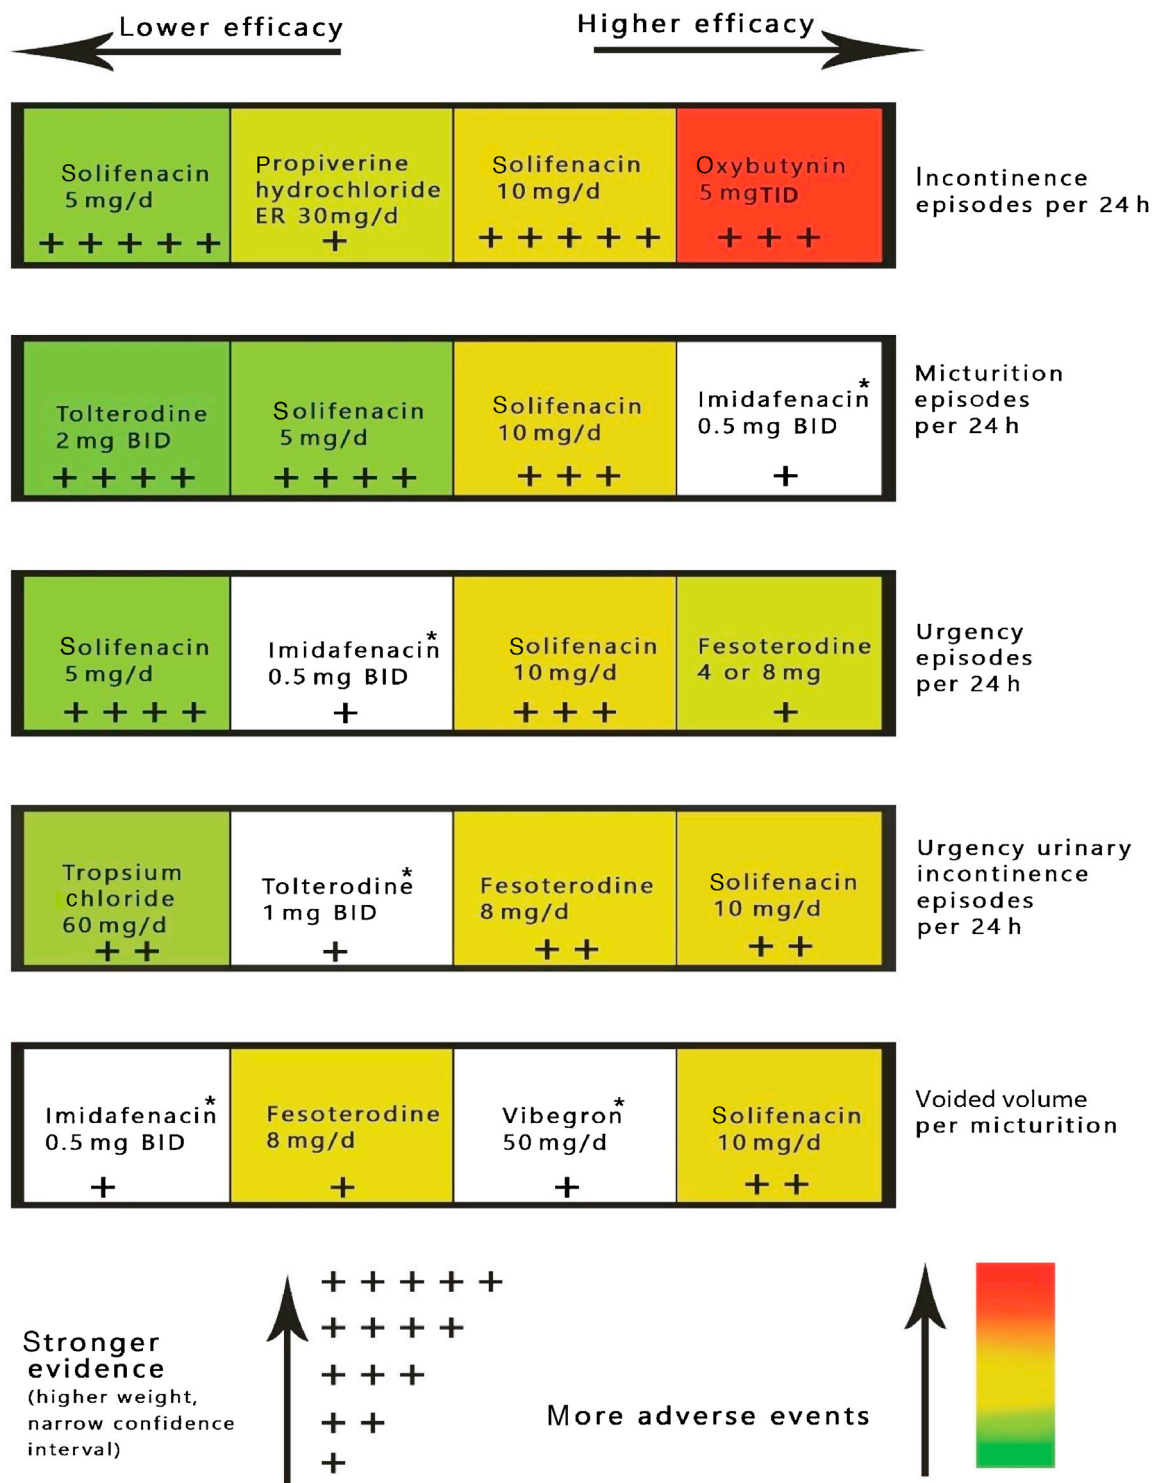 Lower efficacy
Higher efficacy
Solifenacin
5 mg/d
+ + + + +
Propiverine
hydrochloride
ER 30mg/d
+
Solifenacin
10 mg/d
+ + + + +
Oxybutynin
5 mg TID
+ + +
Incontinence
episodes per 24 h
Tolterodine
2 mg BID
+ + + +
Solifenacin
5 mg/d
+ + + +
Solifenacin
10 mg/d
+ + +
Imidafenacin*
0.5 mg BID
+
Micturition
episodes
per 24 h
Solifenacin
5 mg/d
+ + + +
Imidafenacin*
0.5 mg BID
+
Solifenacin
10 mg/d
+ + +
Fesoterodine
4 or 8 mg
+
Urgency
episodes
per 24 h
Tropsium
chloride
60 mg/d
+ +
Tolterodine*
1 mg BID
+
Fesoterodine
8 mg/d
+ +
Solifenacin
10 mg/d
+ +
Urgency urinary
incontinence
episodes
per 24 h
Imidafenacin*
0.5 mg BID
+
Fesoterodine
8 mg/d
+
Vibegron*
50 mg/d
+
Solifenacin
10 mg/d
+ +
Voided volume
per micturition
Stronger
evidence
(higher weight,
narrow confidence
interval)
+ + + + +
+ + + +
+ + +
+ +
+
More adverse events